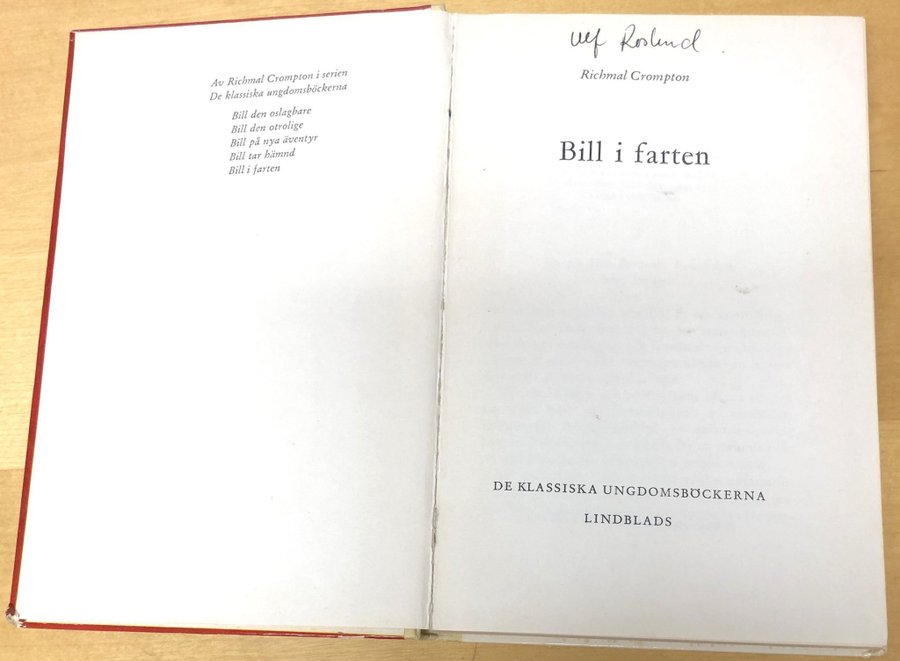 Av Richmal Crompton i serien
De klassiska ungdomsböckerna
Bill den oslagbare
Bill den otrolige
Bill på nya äventyr
Bill tar hämnd
Bill i farten
Ulf Roslund
Richmal Crompton
Bill i farten
DE KLASSISKA UNGDOMSBÖCKERNA
LINDBLADS